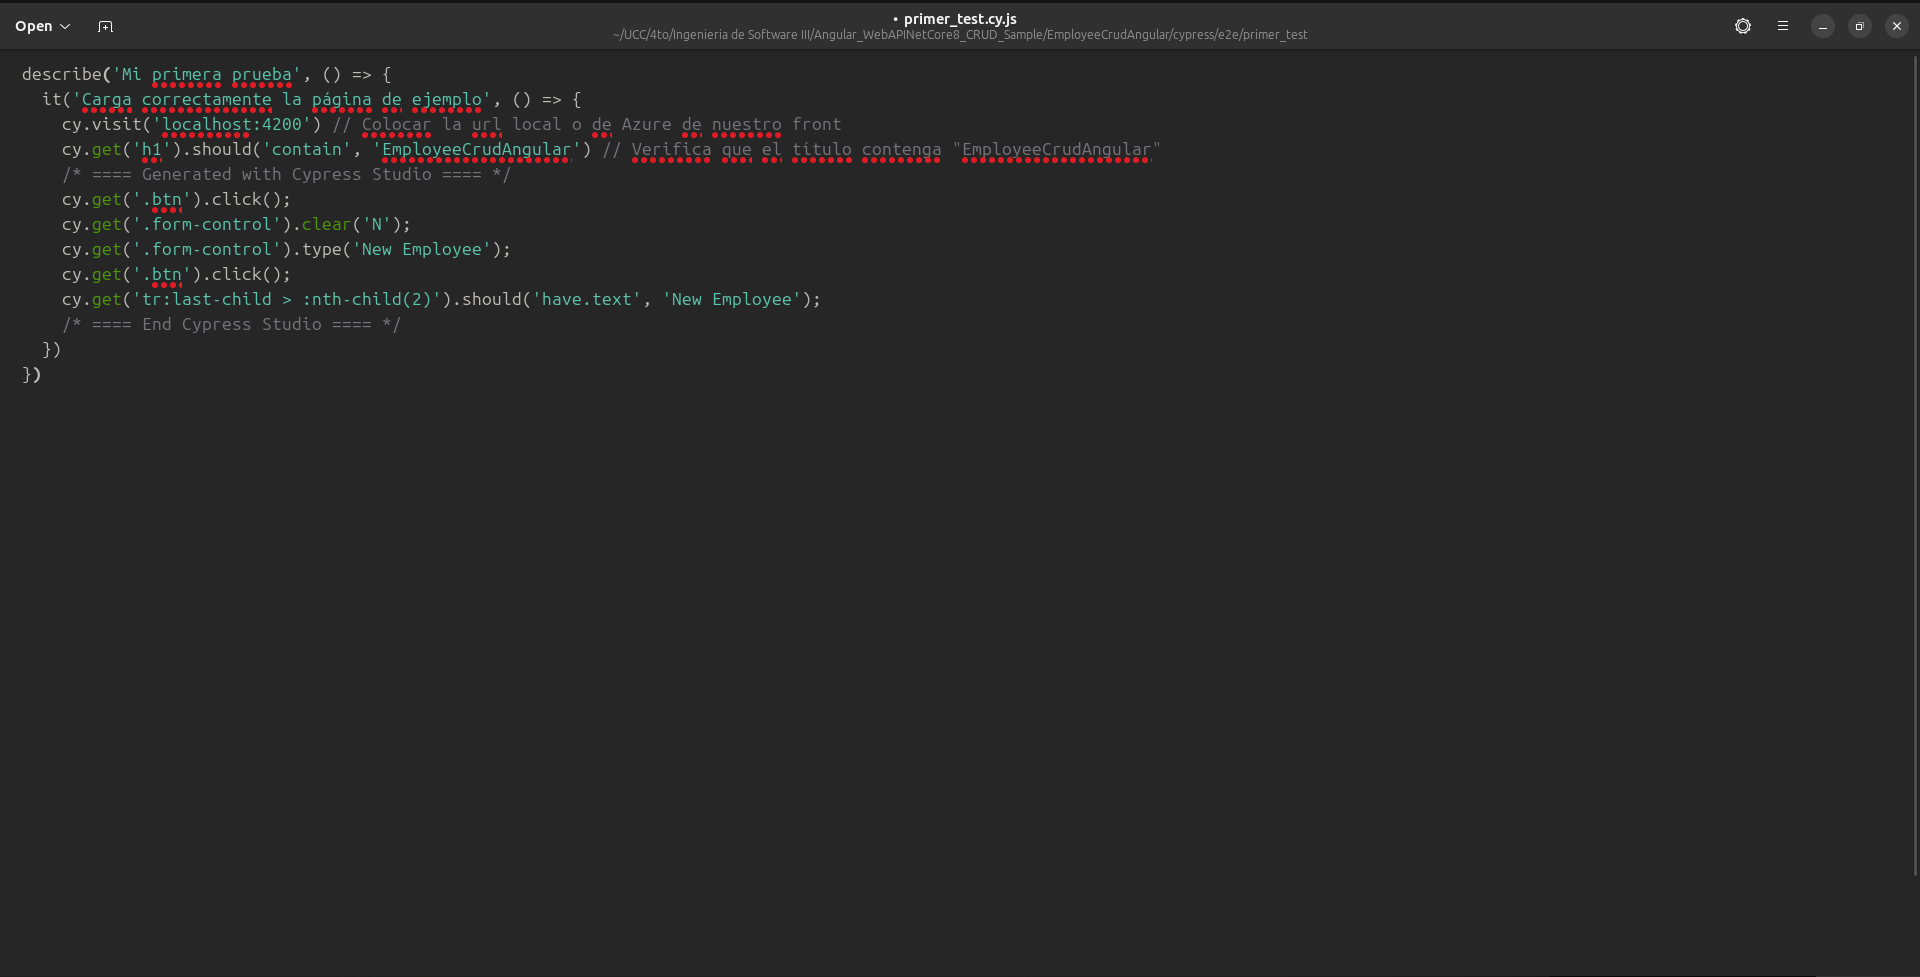 Open
• primer_test.cy.js
~/UCC/4to/Ingenieria de Software III/Angular_WebAPINetCore8_CRUD_Sample/EmployeeCrudAngular/cypress/e2e/primer_test
describe('Mi primera prueba', () => {
  it('Carga correctamente la página de ejemplo', () => {
    cy.visit('localhost:4200') // Colocar la url local o de Azure de nuestro front
    cy.get('h1').should('contain', 'EmployeeCrudAngular') // Verifica que el título contenga "EmployeeCrudAngular"
    /* ==== Generated with Cypress Studio ==== */
    cy.get('.btn').click();
    cy.get('.form-control').clear('N');
    cy.get('.form-control').type('New Employee');
    cy.get('.btn').click();
    cy.get('tr:last-child > :nth-child(2)').should('have.text', 'New Employee');
    /* ==== End Cypress Studio ==== */
  })
})